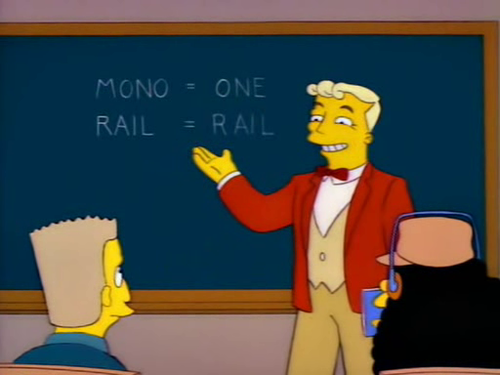 MONO = ONE
RAIL = RAIL